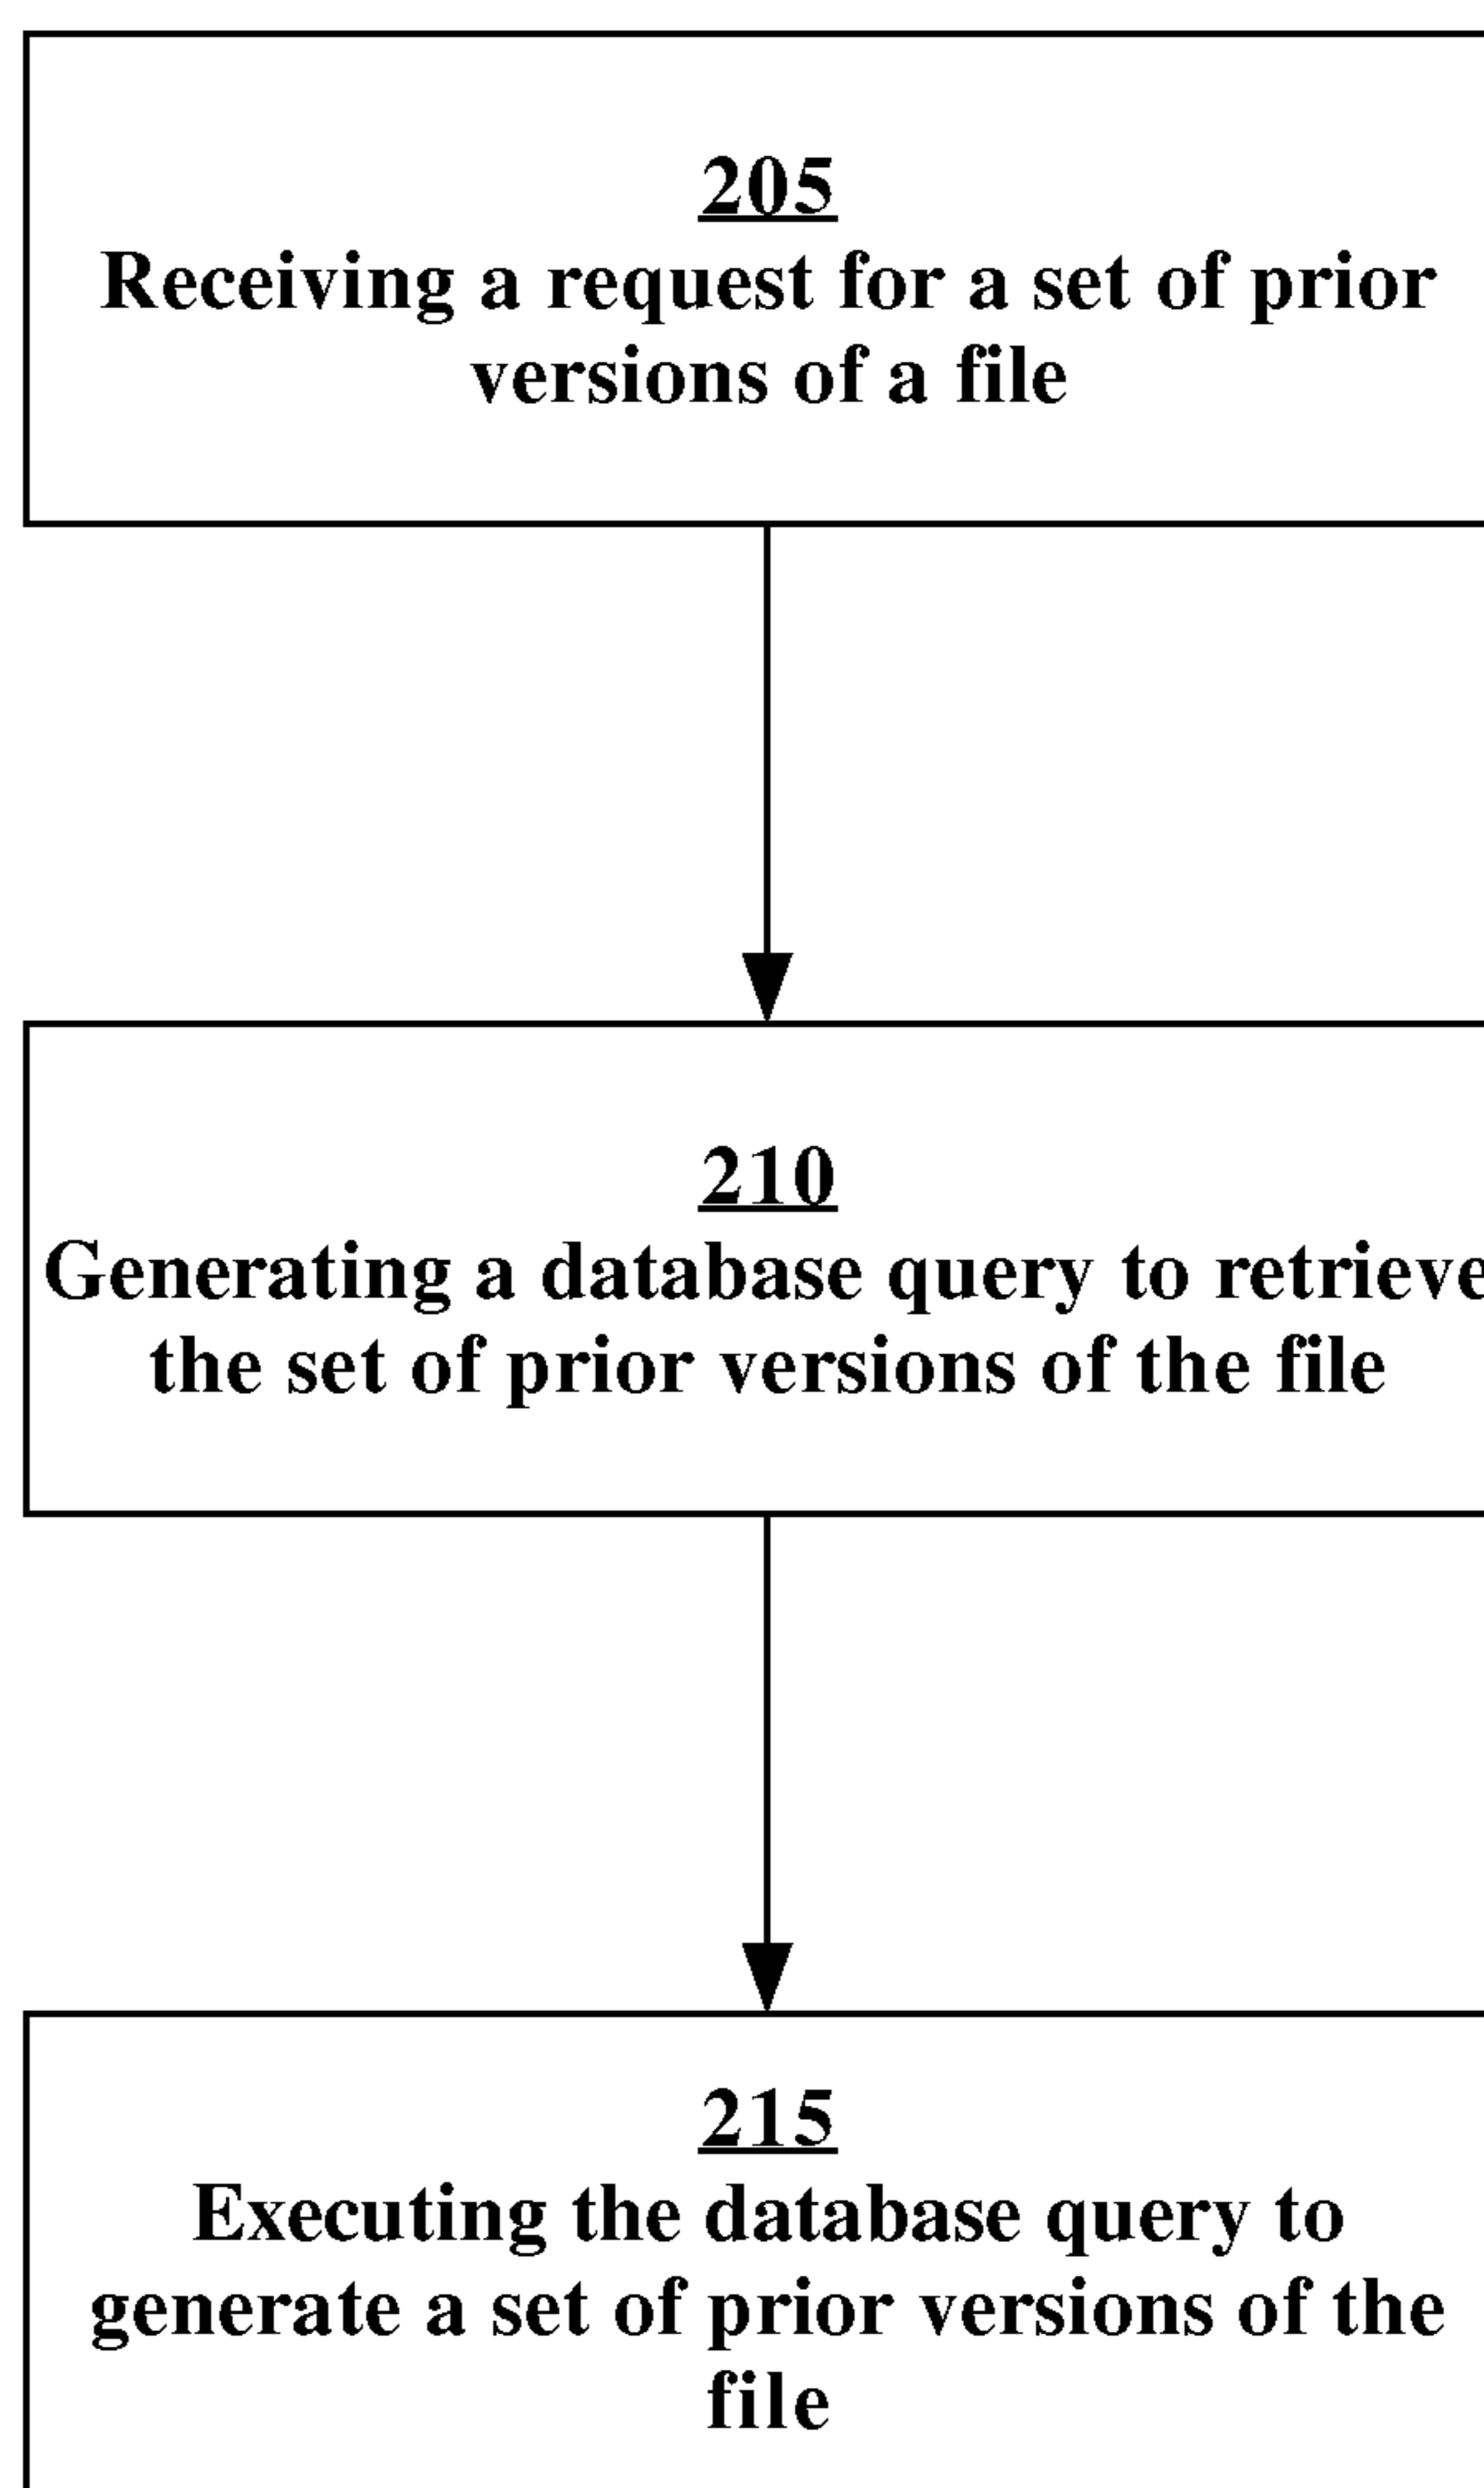 205
Receiving a request for a set of prior
versions of a file
210
Generating a database query to retrieve
the set of prior versions of the file
215
Executing the database query to
generate a set of prior versions of the
file